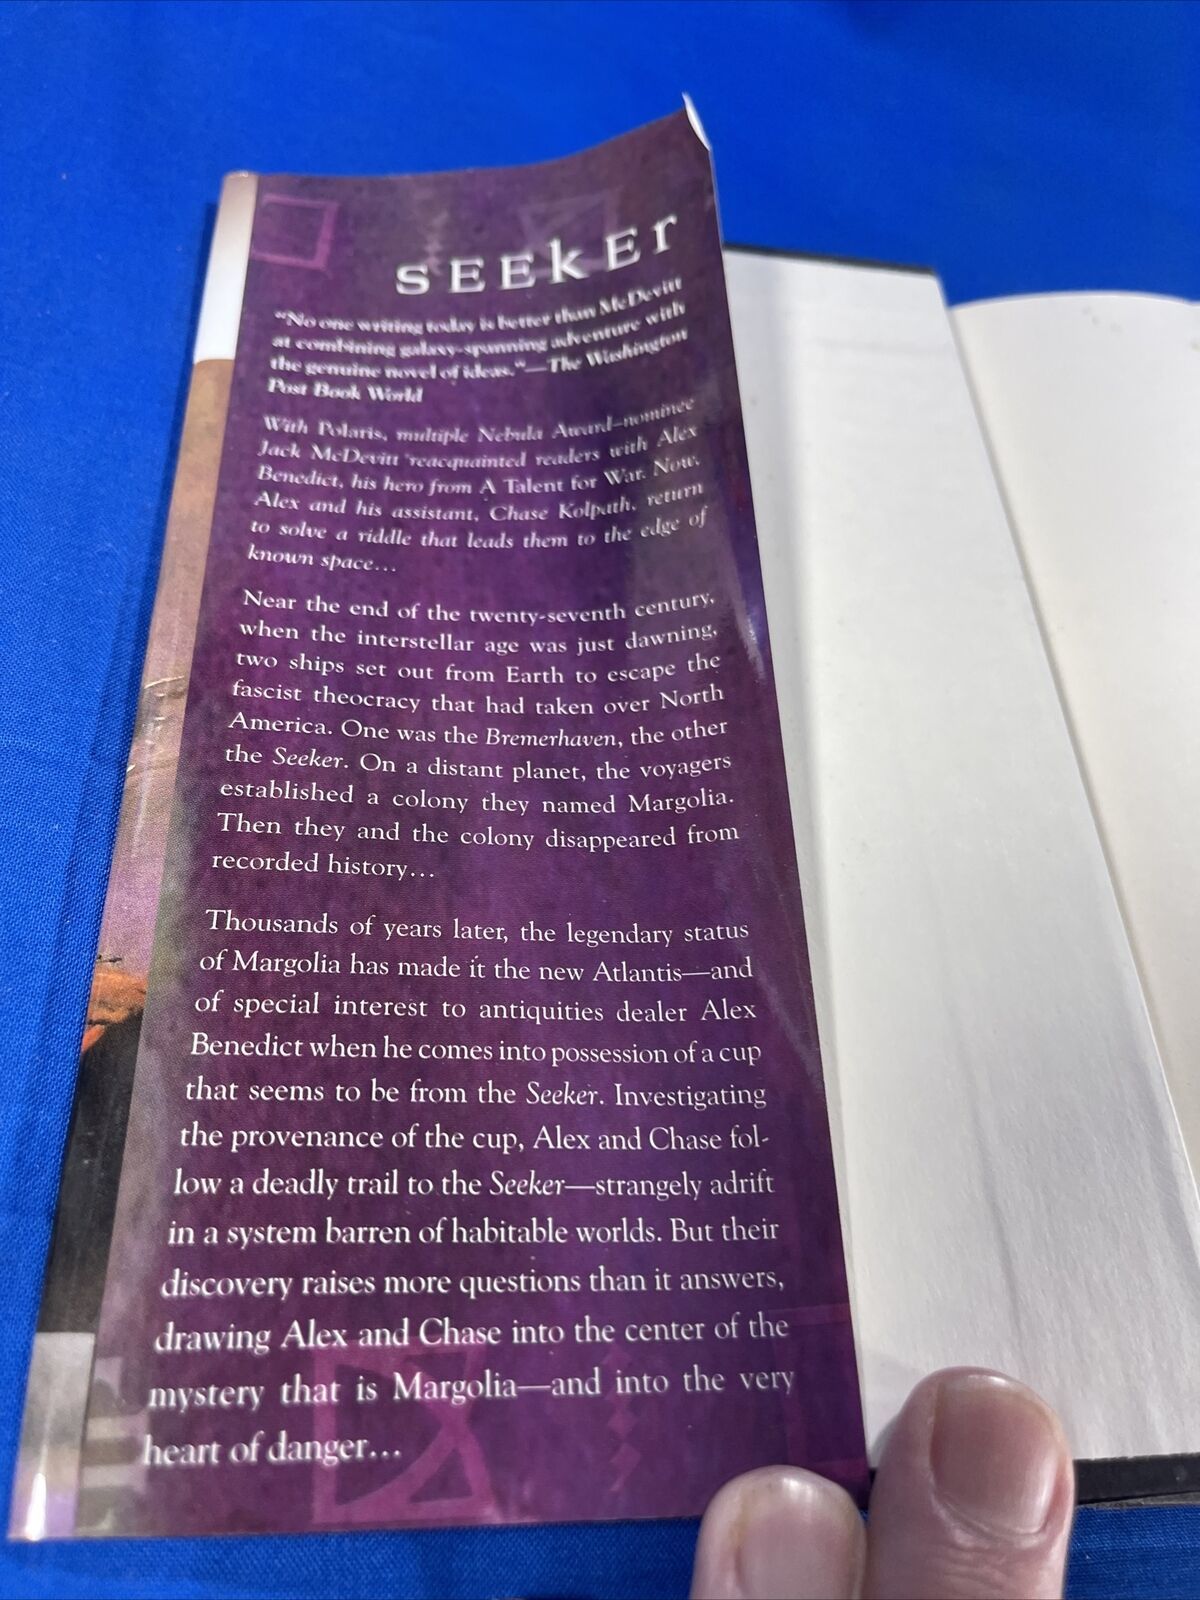 SEEkEr
“No one writing today is better than McDevitt
at combining galaxy-spanning adventure with
the genuine novel of ideas.”—The Washington
Post Book World
With Polaris, multiple Nebula Award–nominee
Jack McDevitt reacquainted readers with Alex
Benedict, his hero from A Talent for War. Now,
Alex and his assistant, Chase Kolpath, return
to solve a riddle that leads them to the edge of
known space...
Near the end of the twenty-seventh century,
when the interstellar age was just dawning,
two ships set out from Earth to escape the
fascist theocracy that had taken over North
America. One was the Bremerhaven, the other
the Seeker. On a distant planet, the voyagers
established a colony they named Margolia.
Then they and the colony disappeared from
recorded history...
Thousands of years later, the legendary status
of Margolia has made it the new Atlantis—and
of special interest to antiquities dealer Alex
Benedict when he comes into possession of a cup
that seems to be from the Seeker. Investigating
the provenance of the cup, Alex and Chase fol-
low a deadly trail to the Seeker—strangely adrift
in a system barren of habitable worlds. But their
discovery raises more questions than it answers,
drawing Alex and Chase into the center of the
mystery that is Margolia—and into the very
heart of danger...